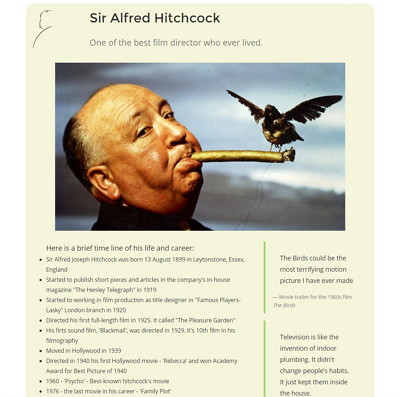 Sir Alfred Hitchcock
One of the best film director who ever lived.
Here is a brief time line of his life and career:
Sir Alfred Joseph Hitchcock was born 13 August 1899 in Leytonstone, Essex,
England
Started to publish short pieces and articles in the company's in-house
magazine "The Henley Telegraph" in 1919
Started to working in film production as title designer in "Famous Players-
Lasky" London branch in 1920
Directed his first full-length film in 1925. It called "The Pleasure Garden"
His firts sound film, 'Blackmail', was directed in 1929. It's 10th film in his
filmography
Moved in Hollywood in 1939
Directed in 1940 his first Hollywood movie - 'Rebecca' and won Academy
Award for Best Picture of 1940
1960 - 'Psycho' - Best-known hitchcock's movie
1976 - the last movie in his career - 'Family Plot'
The Birds could be the
most terrifying motion
picture I have ever made
— Movie trailer for the 1960s film
The Birds
Television is like the
invention of indoor
plumbing. It didn't
change people's habits.
It just kept them inside
the house.